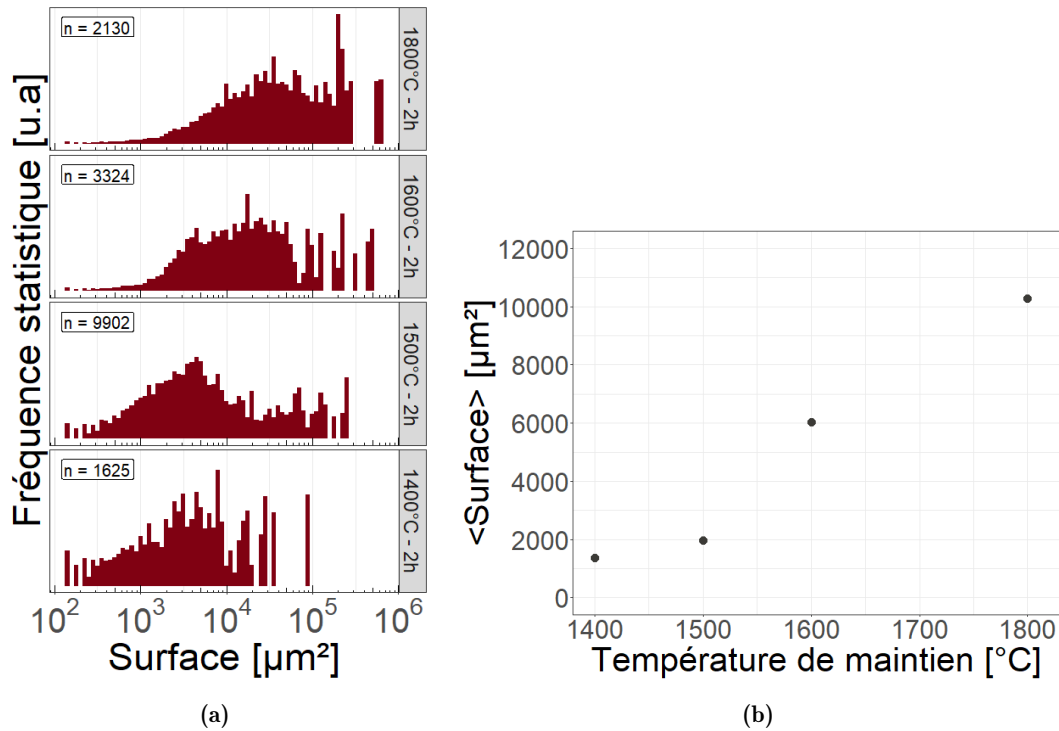 Fréquence statistique [u.a]
n = 2130
1800°C - 2h
n = 3324
1600°C - 2h
n = 9902
1500°C - 2h
n = 1625
1400°C - 2h
10² 10³ 10⁴ 10⁵ 10⁶
Surface [µm²]
(a)
<Surface> [µm²]
12000
10000
8000
6000
4000
2000
0
1400 1500 1600 1700 1800
Température de maintien [°C]
(b)